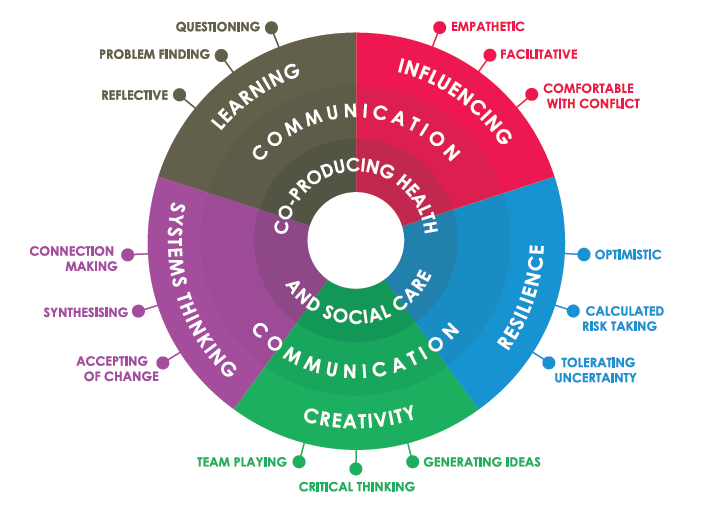 QUESTIONING
PROBLEM FINDING
REFLECTIVE
LEARNING
EMPATHETIC
FACILITATIVE
COMFORTABLE
WITH CONFLICT
INFLUENCING
COMMUNICATION
CO-PRODUCING HEALTH
AND SOCIAL CARE
COMMUNICATION
SYSTEMS THINKING
CONNECTION
MAKING
SYNTHESISING
ACCEPTING
OF CHANGE
RESILIENCE
OPTIMISTIC
CALCULATED
RISK TAKING
TOLERATING
UNCERTAINTY
CREATIVITY
TEAM PLAYING
CRITICAL THINKING
GENERATING IDEAS